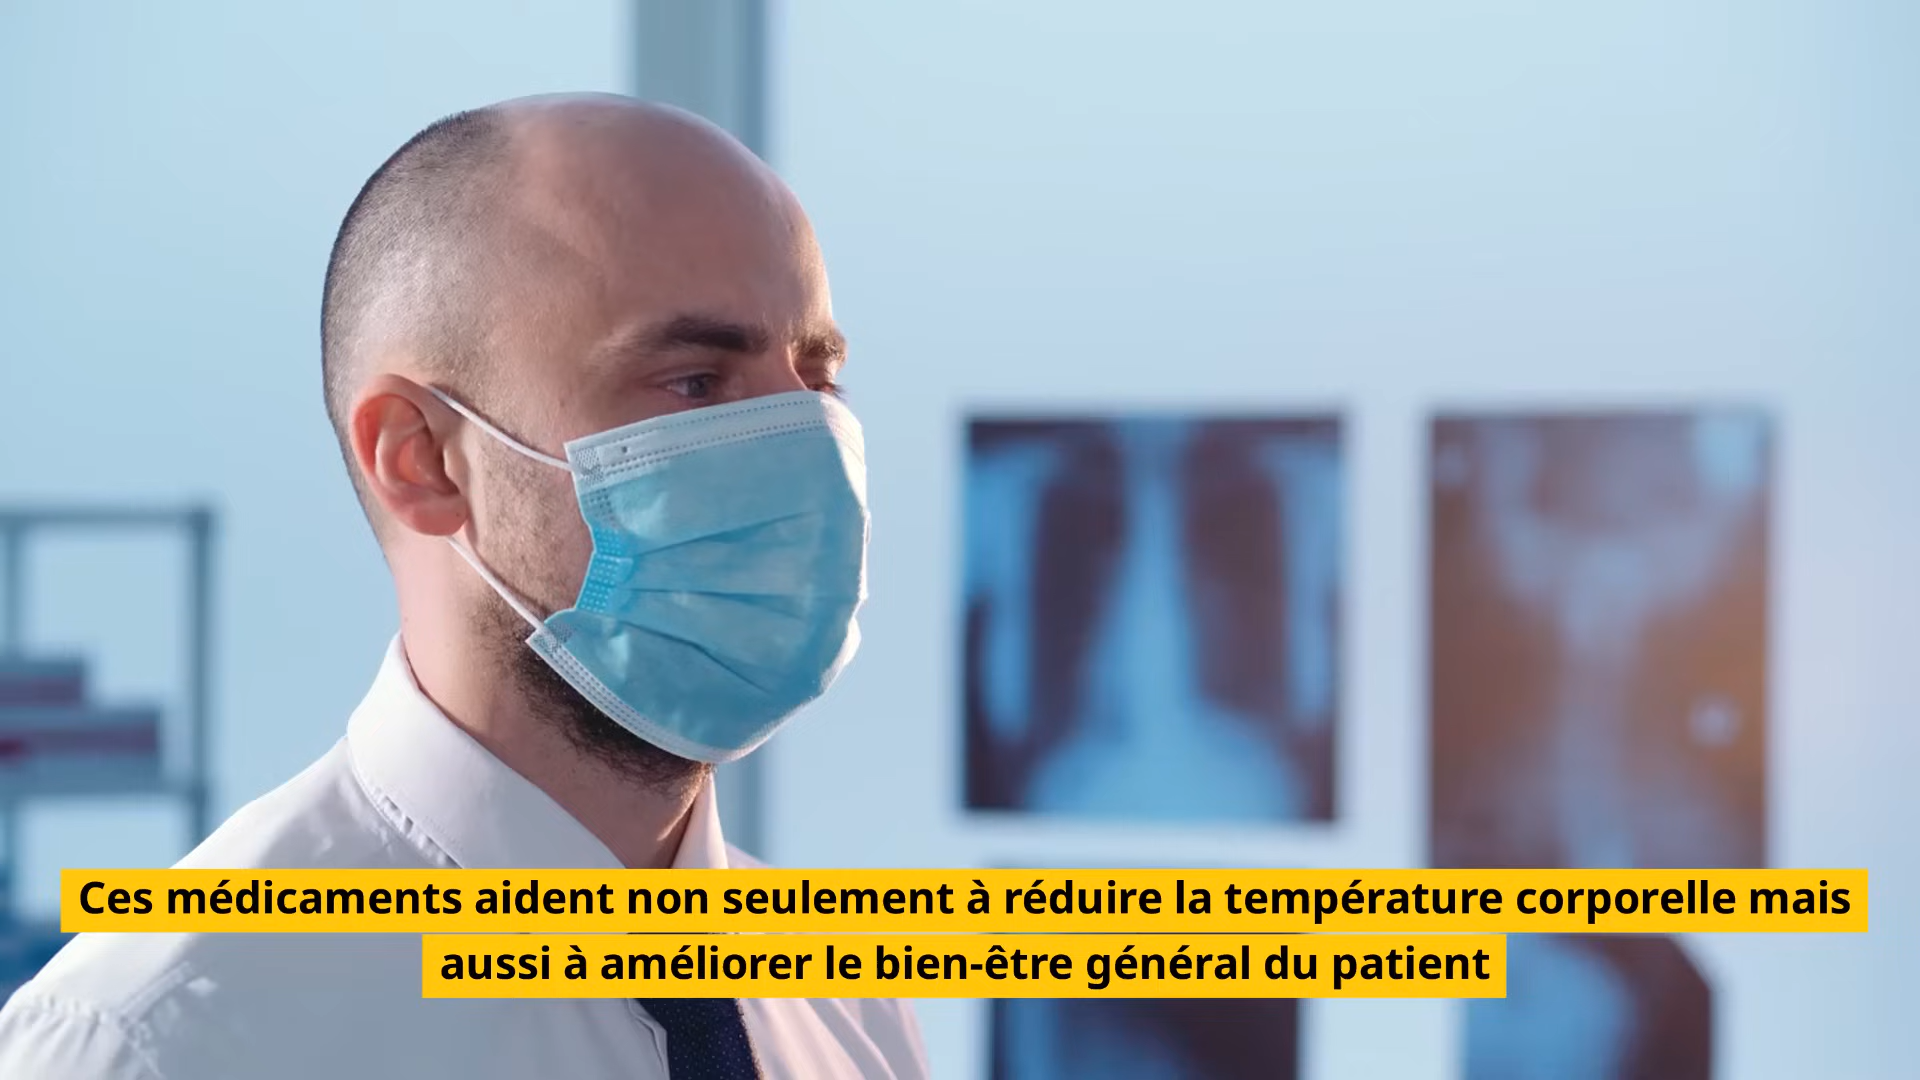 Ces médicaments aident non seulement à réduire la température corporelle mais
aussi à améliorer le bien-être général du patient